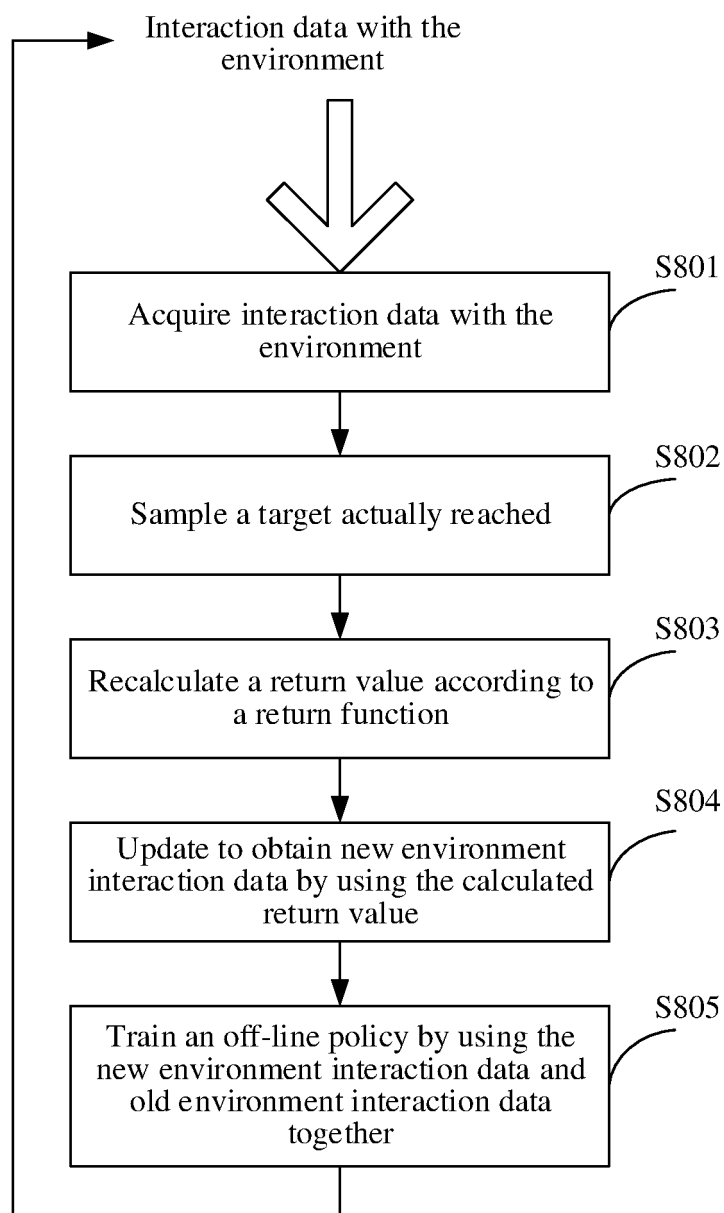 Interaction data with the
environment
S801
Acquire interaction data with the
environment
S802
Sample a target actually reached
S803
Recalculate a return value according to
a return function
S804
Update to obtain new environment
interaction data by using the calculated
return value
S805
Train an off-line policy by using the
new environment interaction data and
old environment interaction data
together